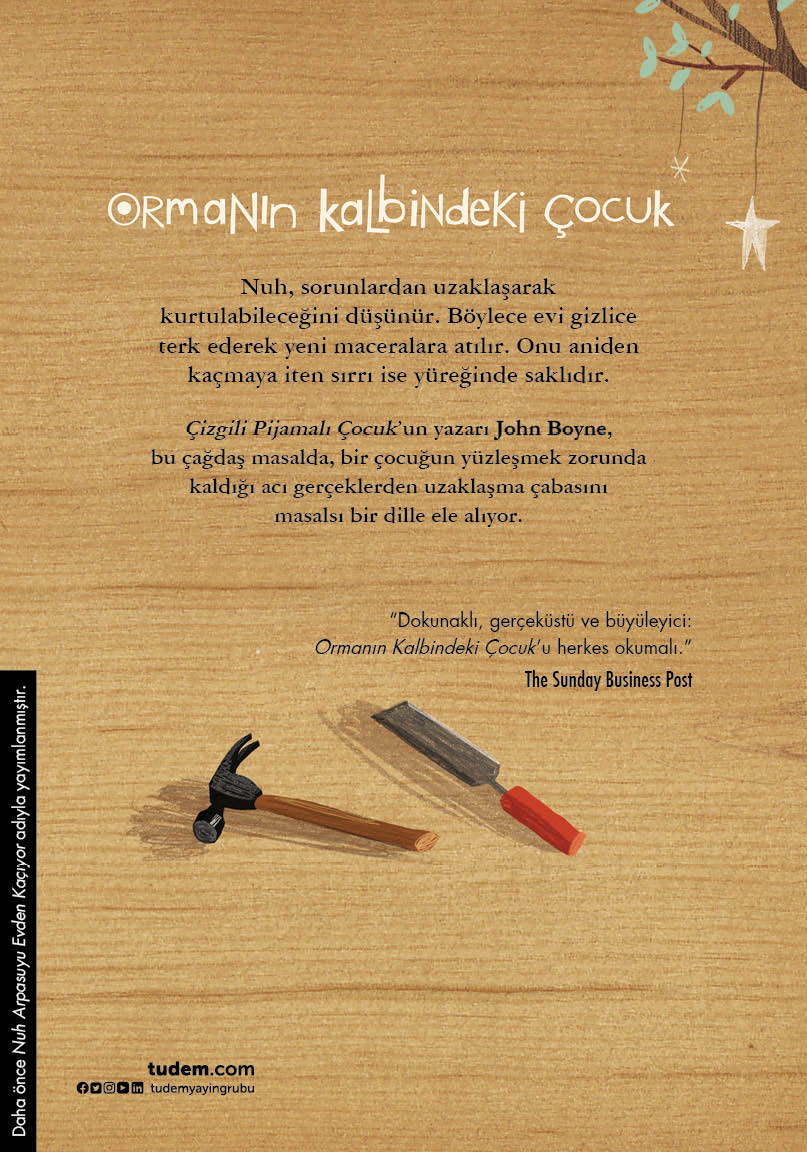 Ormanın Kalbindeki Çocuk
Nuh, sorunlardan uzaklaşarak
kurtulabileceğini düşünür. Böylece evi gizlice
terk ederek yeni maceralara atılır. Onu aniden
kaçmaya iten sırrı ise yüreğinde saklıdır.
Çizgili Pijamalı Çocuk'un yazarı John Boyne,
bu çağdaş masalda, bir çocuğun yüzleşmek zorunda
kaldığı acı gerçeklerden uzaklaşma çabasını
masalsı bir dille ele alıyor.
“Dokunaklı, gerçeküstü ve büyüleyici:
Ormanın Kalbindeki Çocuk'u herkes okumalı.”
The Sunday Business Post
Daha önce Nuh Arpasuyu Evden Kaçıyor adıyla yayımlanmıştır.
tudem.com
tudemyayingrubu